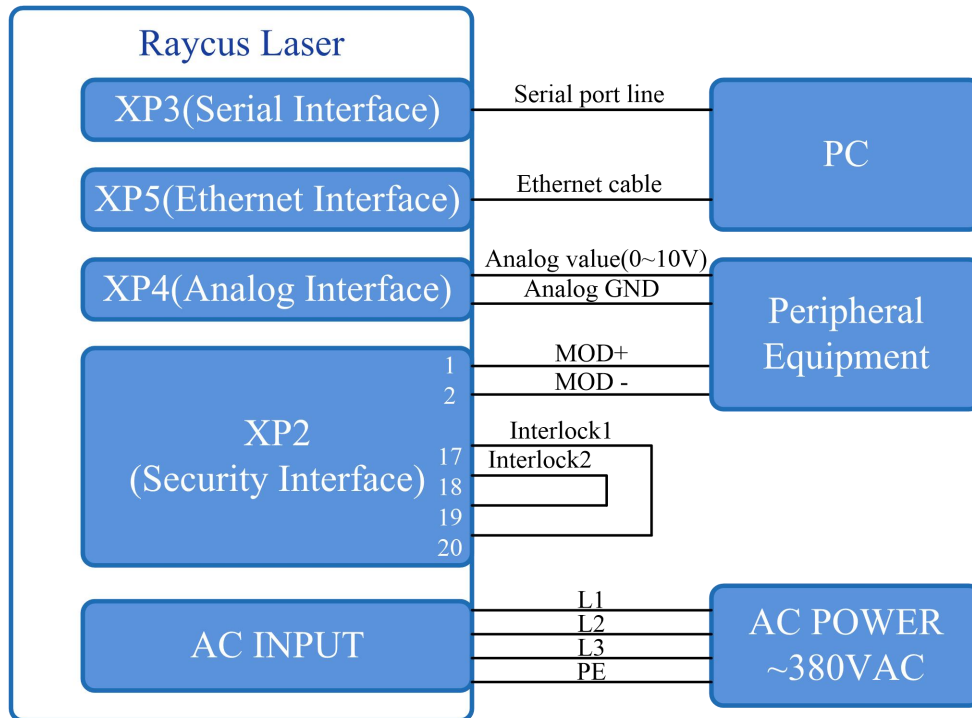 Raycus Laser
XP3(Serial Interface)
Serial port line
PC
XP5(Ethernet Interface)
Ethernet cable
XP4(Analog Interface)
Analog value(0~10V)
Analog GND
Peripheral
Equipment
XP2
(Security Interface)
1
2
17
18
19
20
MOD+
MOD -
Interlock1
Interlock2
AC INPUT
L1
L2
L3
PE
AC POWER
~380VAC